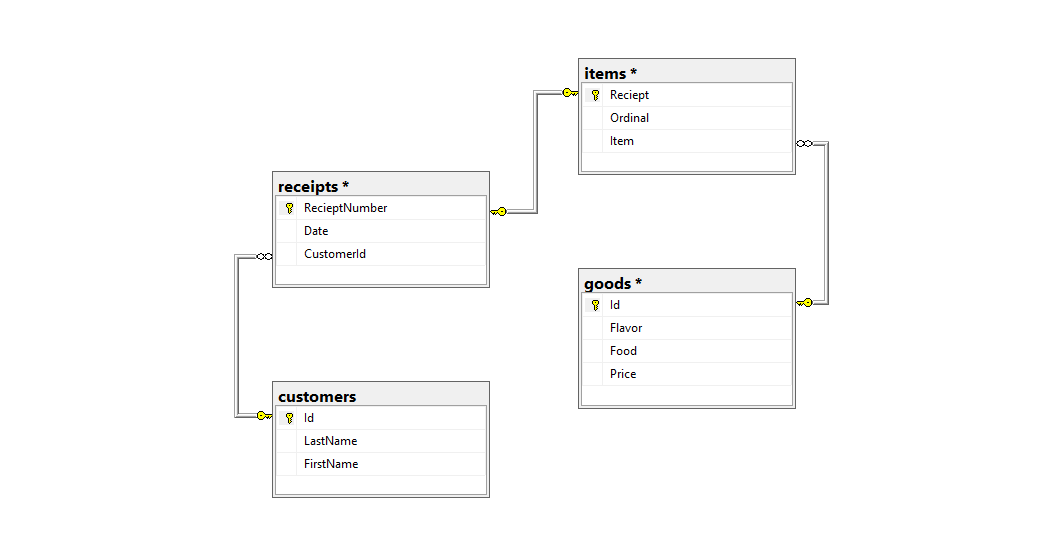 items *
Reciept
Ordinal
Item
receipts *
RecieptNumber
Date
CustomerId
goods *
Id
Flavor
Food
Price
customers
Id
LastName
FirstName